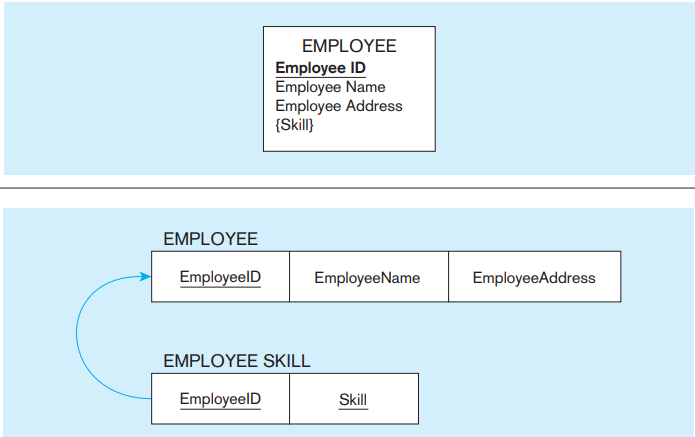 EMPLOYEE
Employee ID
Employee Name
Employee Address
{Skill}
EMPLOYEE
EmployeeID EmployeeName EmployeeAddress
EMPLOYEE SKILL
EmployeeID Skill